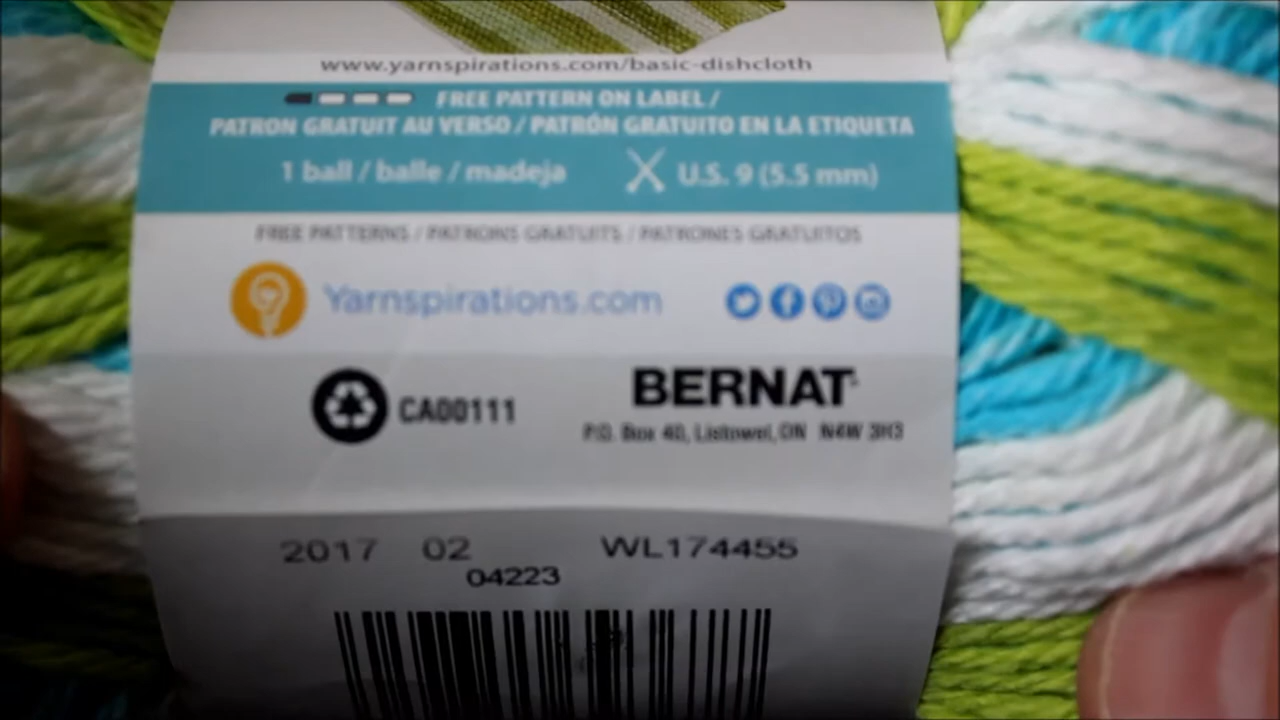 www.yarnspirations.com/basic-dishcloth
FREE PATTERN ON LABEL /
PATRON GRATUIT AU VERSO / PATRÓN GRATUITO EN LA ETIQUETA
1 ball / balle / madeja U.S. 9 (5.5 mm)
FREE PATTERNS / PATRONS GRATUITS / PATRONES GRATUITOS
Yarnspirations.com
CA00111
BERNAT
P.O. Box 40, Listowel, ON N4W 3H3
2017 02 WL174455
04223